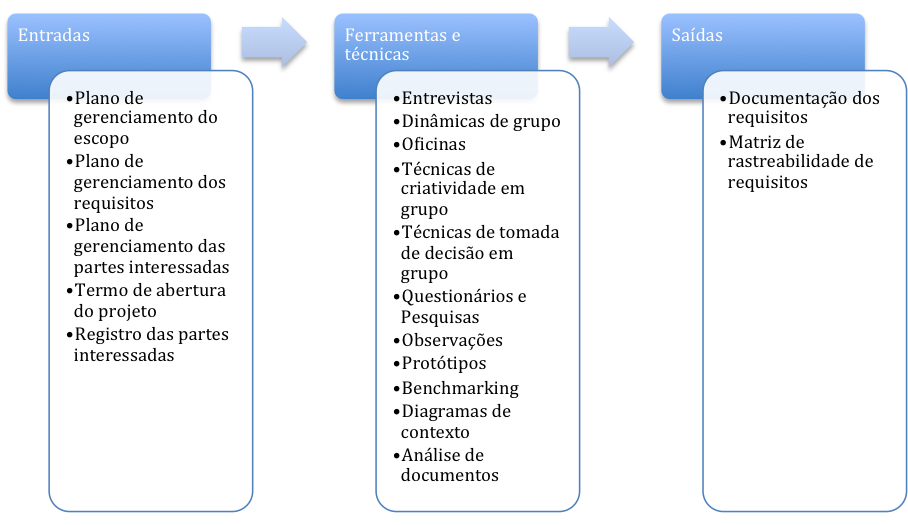 Entradas
•Plano de
gerenciamento do
escopo
•Plano de
gerenciamento dos
requisitos
•Plano de
gerenciamento das
partes interessadas
•Termo de abertura
do projeto
•Registro das partes
interessadas
Ferramentas e
técnicas
•Entrevistas
•Dinâmicas de grupo
•Oficinas
•Técnicas de
criatividade em
grupo
•Técnicas de tomada
de decisão em
grupo
•Questionários e
Pesquisas
•Observações
•Protótipos
•Benchmarking
•Diagramas de
contexto
•Análise de
documentos
Saídas
•Documentação dos
requisitos
•Matriz de
rastreabilidade de
requisitos